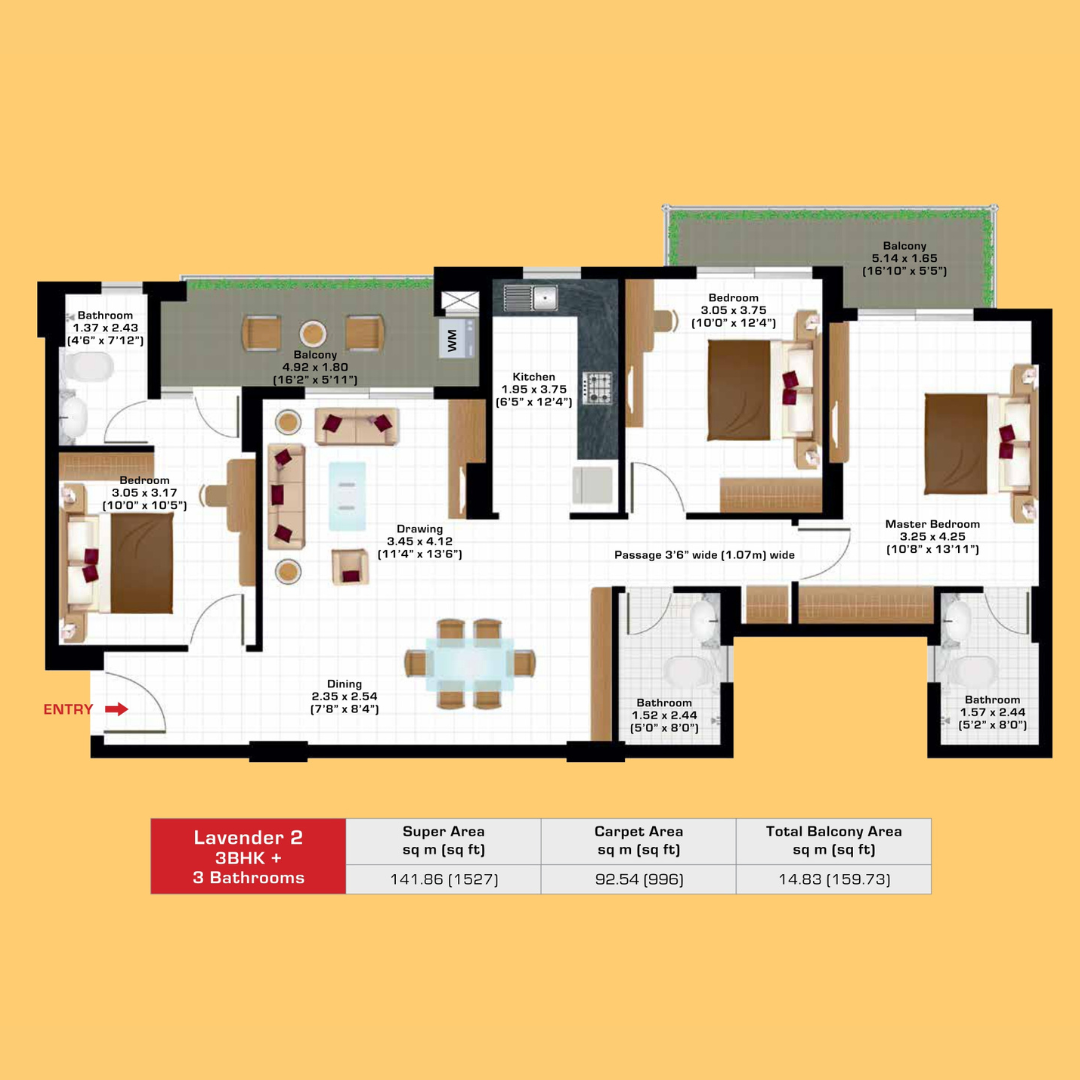 Balcony
5.14 x 1.65
(16'10" x 5'5")
Bathroom
1.37 x 2.43
(4'6" x 7'12")
Balcony
4.92 x 1.80
(16'2" x 5'11")
WM
Kitchen
1.95 x 3.75
(6'5" x 12'4")
Bedroom
3.05 x 3.75
(10'0" x 12'4")
Bedroom
3.05 x 3.17
(10'0" x 10'5")
Drawing
3.45 x 4.12
(11'4" x 13'6")
Passage 3'6" wide (1.07m) wide
Master Bedroom
3.25 x 4.25
(10'8" x 13'11")
ENTRY
Dining
2.35 x 2.54
(7'8" x 8'4")
Bathroom
1.52 x 2.44
(5'0" x 8'0")
Bathroom
1.57 x 2.44
(5'2" x 8'0")
Lavender 2
3BHK +
3 Bathrooms
Super Area
sq m (sq ft)
Carpet Area
sq m (sq ft)
Total Balcony Area
sq m (sq ft)
141.86 (1527)
92.54 (996)
14.83 (159.73)